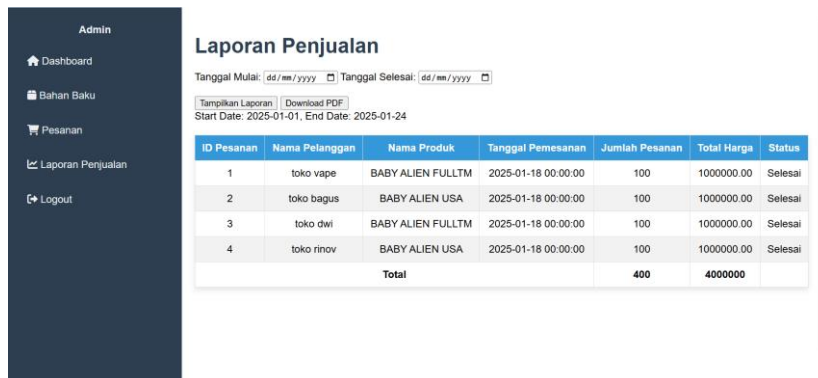 Admin
Dashboard
Bahan Baku
Pesanan
Laporan Penjualan
Logout
Laporan Penjualan
Tanggal Mulai: dd/mm/yyyy Tanggal Selesai: dd/mm/yyyy
Tampilkan Laporan Download PDF
Start Date: 2025-01-01, End Date: 2025-01-24
ID Pesanan Nama Pelanggan Nama Produk Tanggal Pemesanan Jumlah Pesanan Total Harga Status
1 toko vape BABY ALIEN FULLTM 2025-01-18 00:00:00 100 1000000.00 Selesai
2 toko bagus BABY ALIEN USA 2025-01-18 00:00:00 100 1000000.00 Selesai
3 toko dwi BABY ALIEN FULLTM 2025-01-18 00:00:00 100 1000000.00 Selesai
4 toko rinov BABY ALIEN USA 2025-01-18 00:00:00 100 1000000.00 Selesai
Total 400 4000000